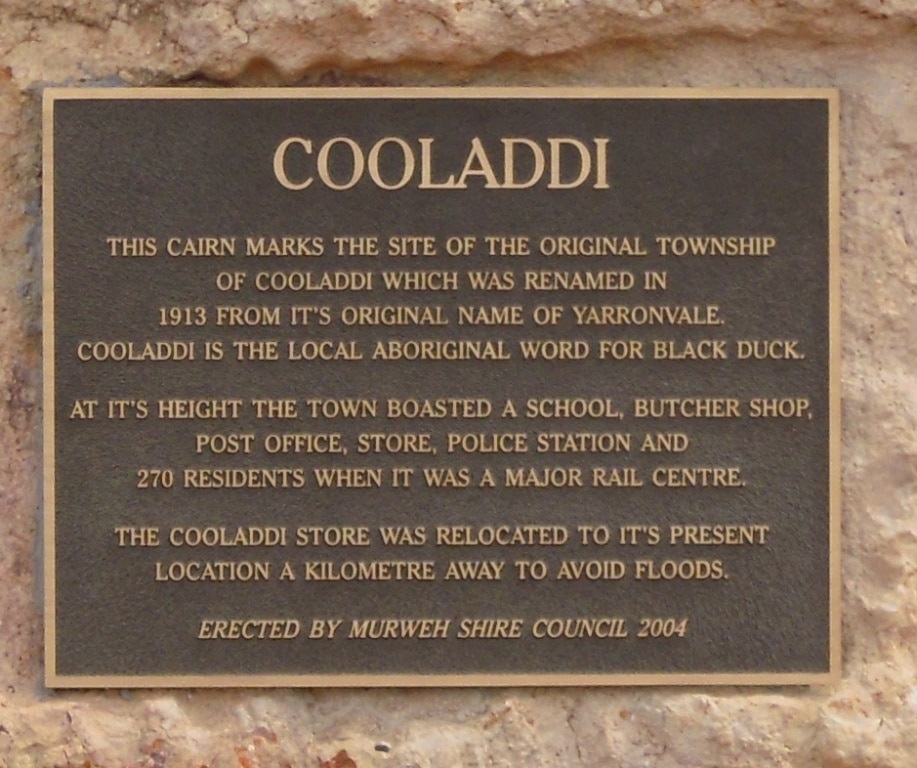 COOLADDI
THIS CAIRN MARKS THE SITE OF THE ORIGINAL TOWNSHIP
OF COOLADDI WHICH WAS RENAMED IN
1913 FROM IT'S ORIGINAL NAME OF YARRONVALE.
COOLADDI IS THE LOCAL ABORIGINAL WORD FOR BLACK DUCK.
AT IT'S HEIGHT THE TOWN BOASTED A SCHOOL, BUTCHER SHOP,
POST OFFICE, STORE, POLICE STATION AND
270 RESIDENTS WHEN IT WAS A MAJOR RAIL CENTRE.
THE COOLADDI STORE WAS RELOCATED TO IT'S PRESENT
LOCATION A KILOMETRE AWAY TO AVOID FLOODS.
ERECTED BY MURWEH SHIRE COUNCIL 2004